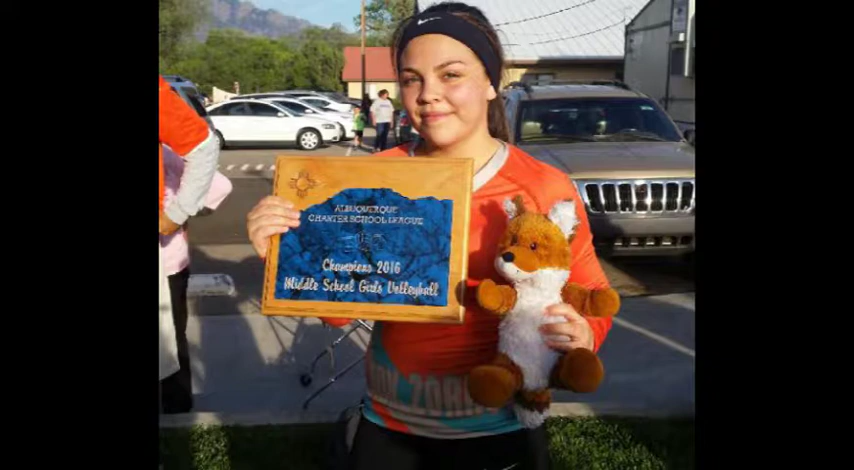 ALBUQUERQUE
CHARTER SCHOOL LEAGUE
Champions 2016
Middle School Girls Volleyball